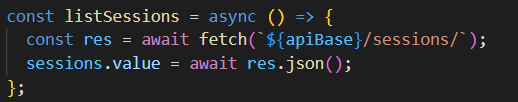 const listSessions = async () => {
  const res = await fetch(`${apiBase}/sessions/`);
  sessions.value = await res.json();
};